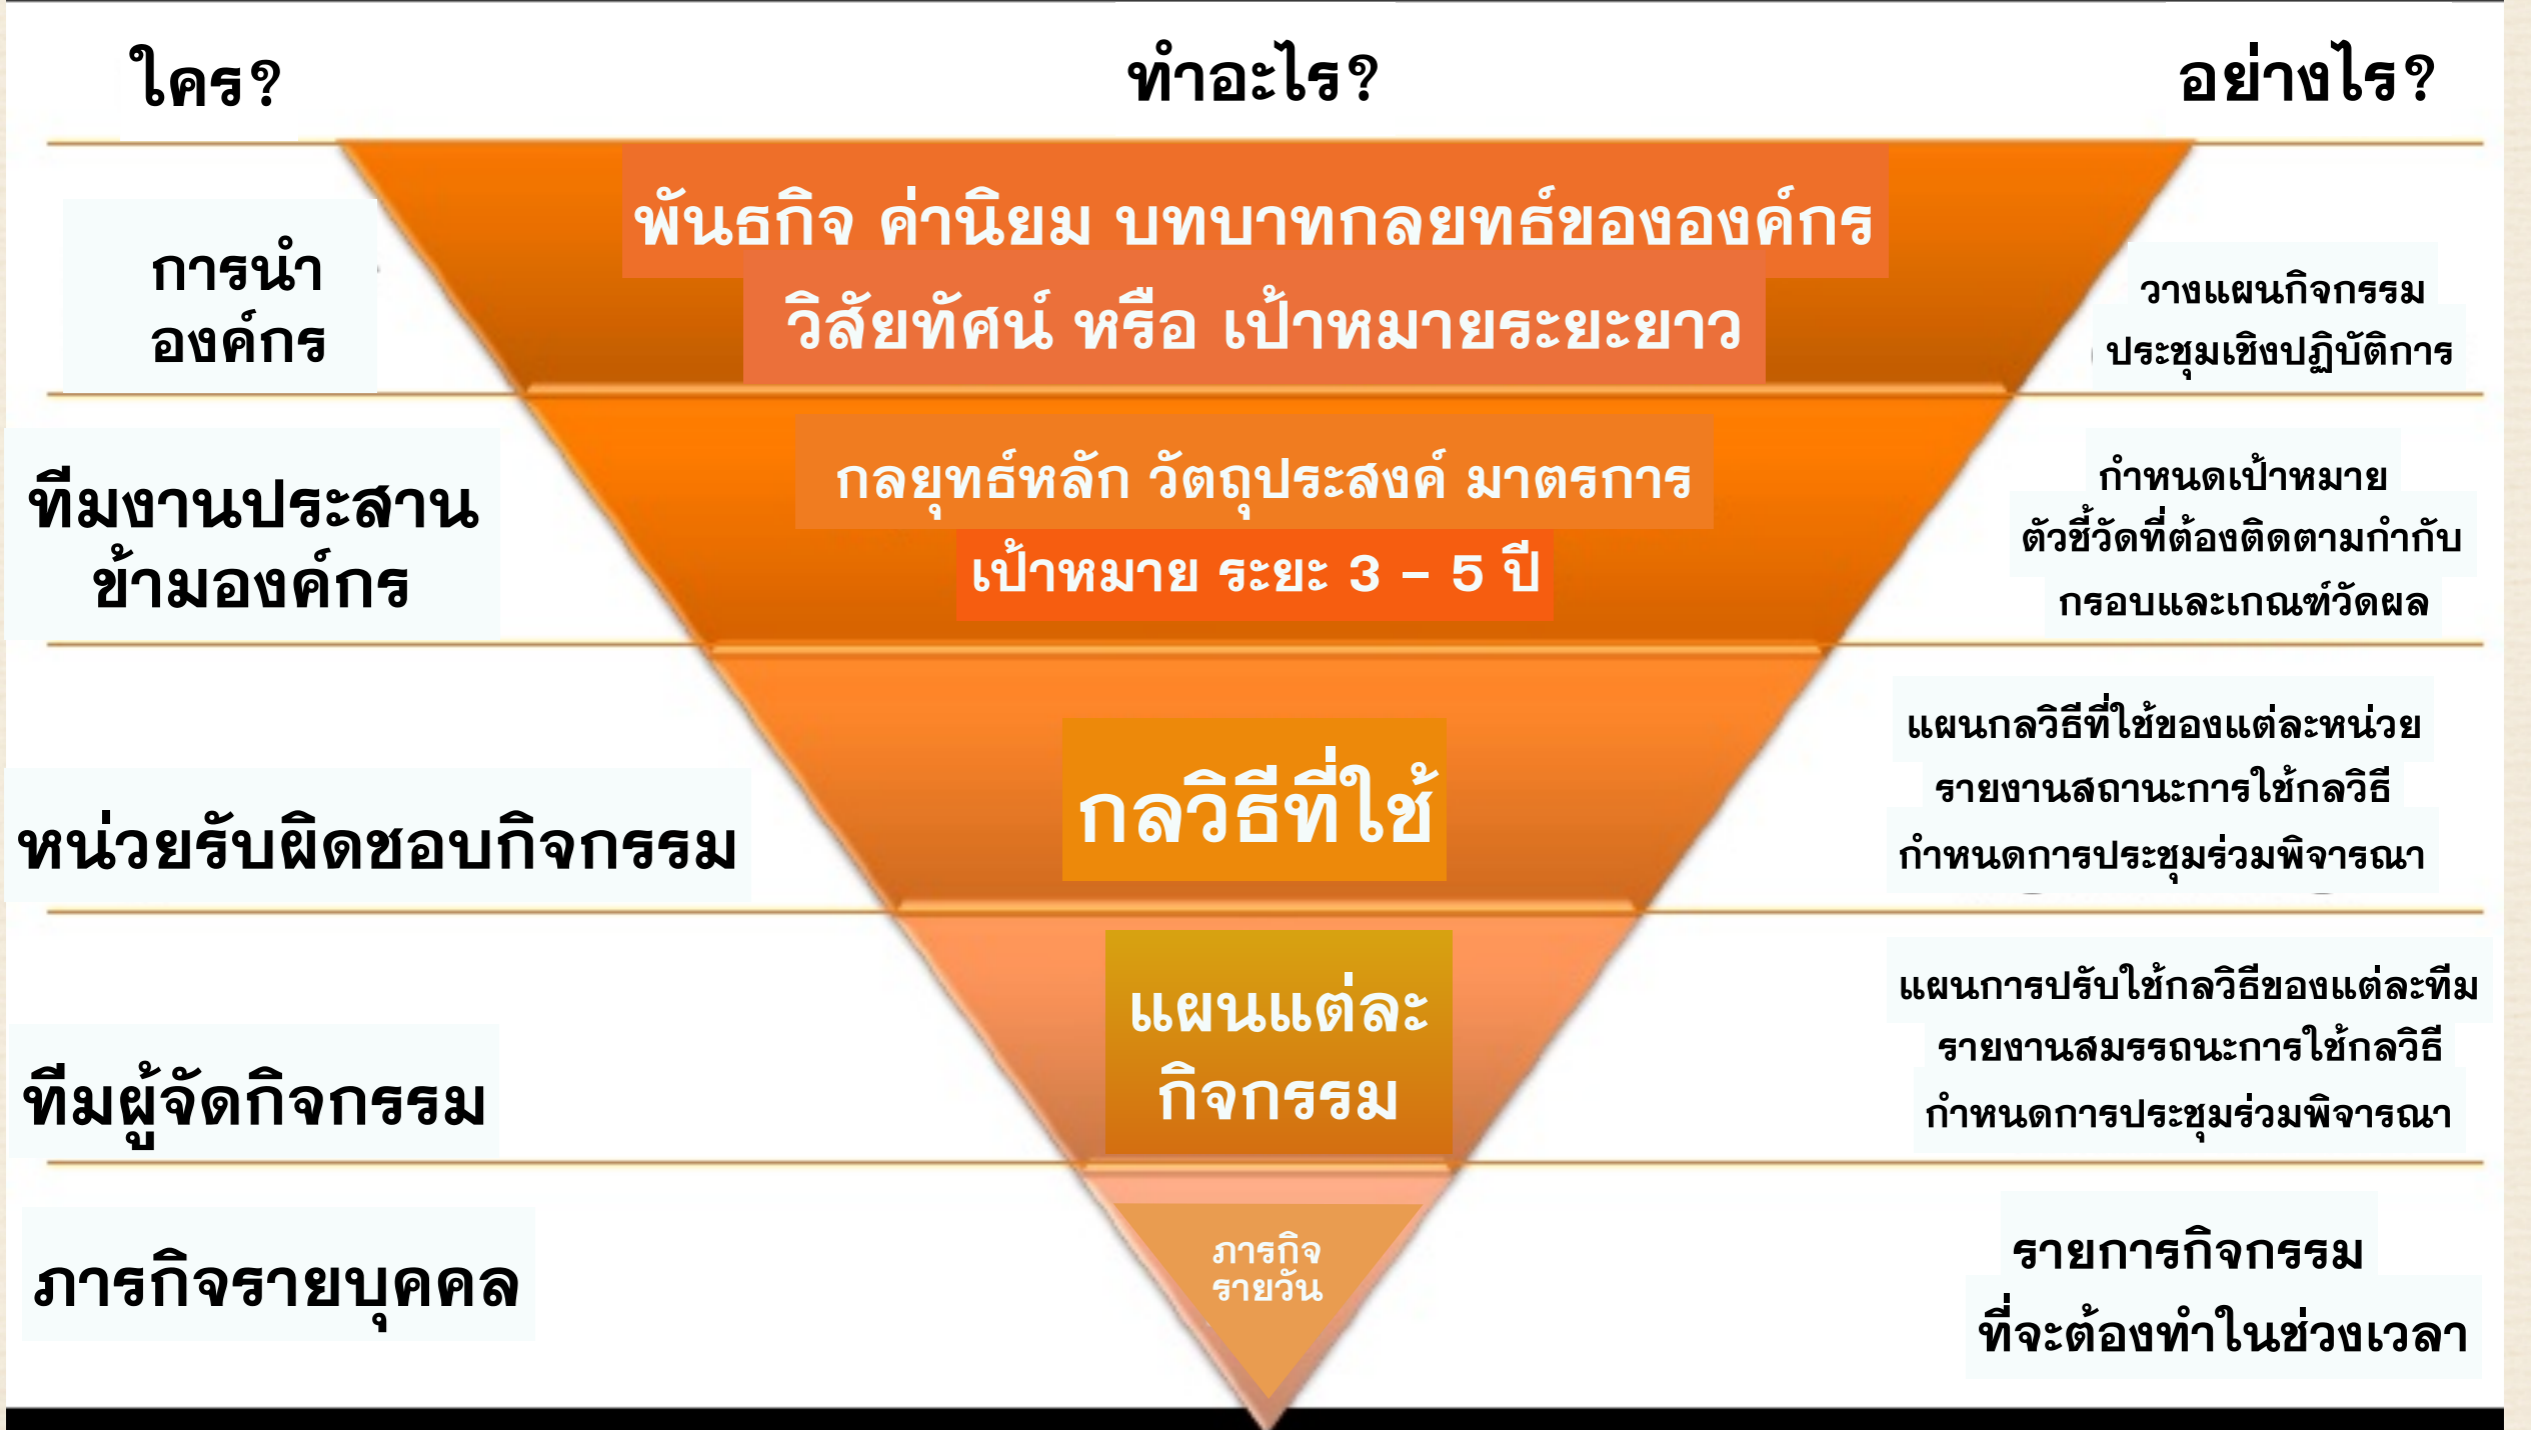 ใคร?
ทำอะไร?
อย่างไร?
การนำ
องค์กร
พันธกิจ ค่านิยม บทบาทกลยทธ์ขององค์กร
วิสัยทัศน์ หรือ เป้าหมายระยะยาว
วางแผนกิจกรรม
ประชุมเชิงปฏิบัติการ
ทีมงานประสาน
ข้ามองค์กร
กลยุทธ์หลัก วัตถุประสงค์ มาตรการ
เป้าหมาย ระยะ 3 – 5 ปี
กำหนดเป้าหมาย
ตัวชี้วัดที่ต้องติดตามกำกับ
กรอบและเกณฑ์วัดผล
หน่วยรับผิดชอบกิจกรรม
กลวิธีที่ใช้
แผนกลวิธีที่ใช้ของแต่ละหน่วย
รายงานสถานะการใช้กลวิธี
กำหนดการประชุมร่วมพิจารณา
ทีมผู้จัดกิจกรรม
แผนแต่ละ
กิจกรรม
แผนการปรับใช้กลวิธีของแต่ละทีม
รายงานสมรรถนะการใช้กลวิธี
กำหนดการประชุมร่วมพิจารณา
ภารกิจรายบุคคล
ภารกิจ
รายวัน
รายการกิจกรรม
ที่จะต้องทำในช่วงเวลา